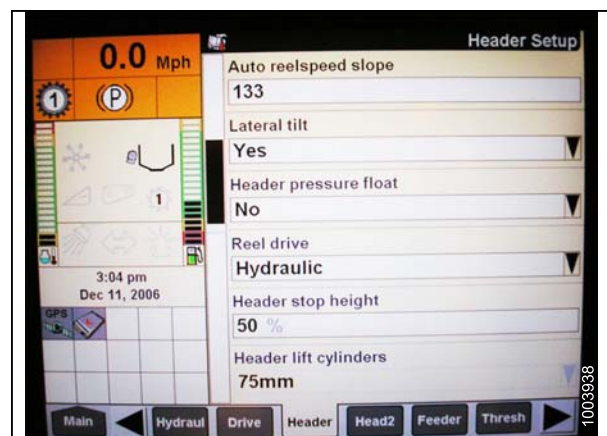 Header Setup
0.0 Mph
1
(P)
Auto reelspeed slope
133
Lateral tilt
Yes
Header pressure float
No
1
Reel drive
Hydraulic
3:04 pm
Dec 11, 2006
GPS
Header stop height
50 %
Header lift cylinders
75mm
Main
Hydraul
Drive
Header
Head2
Feeder
Thresh
1003938